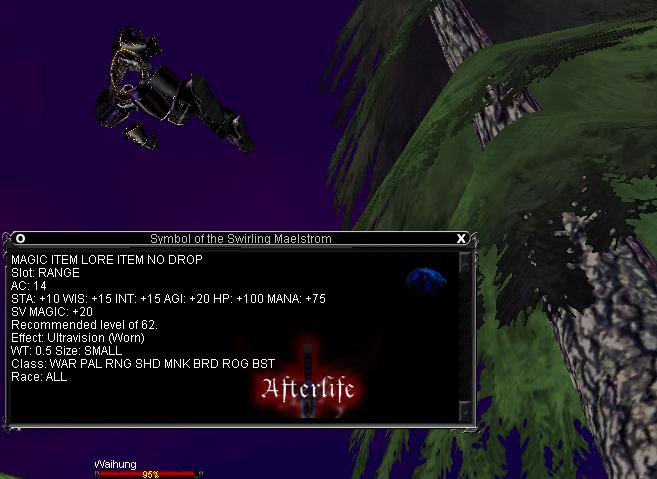 O Symbol of the Swirling Maelstrom X
MAGIC ITEM LORE ITEM NO DROP
Slot: RANGE
AC: 14
STA: +10 WIS: +15 INT: +15 AGI: +20 HP: +100 MANA: +75
SV MAGIC: +20
Recommended level of 62.
Effect: Ultravision (Worn)
WT: 0.5 Size: SMALL
Class: WAR PAL RNG SHD MNK BRD ROG BST
Race: ALL
Afterlife
Waihung
95%